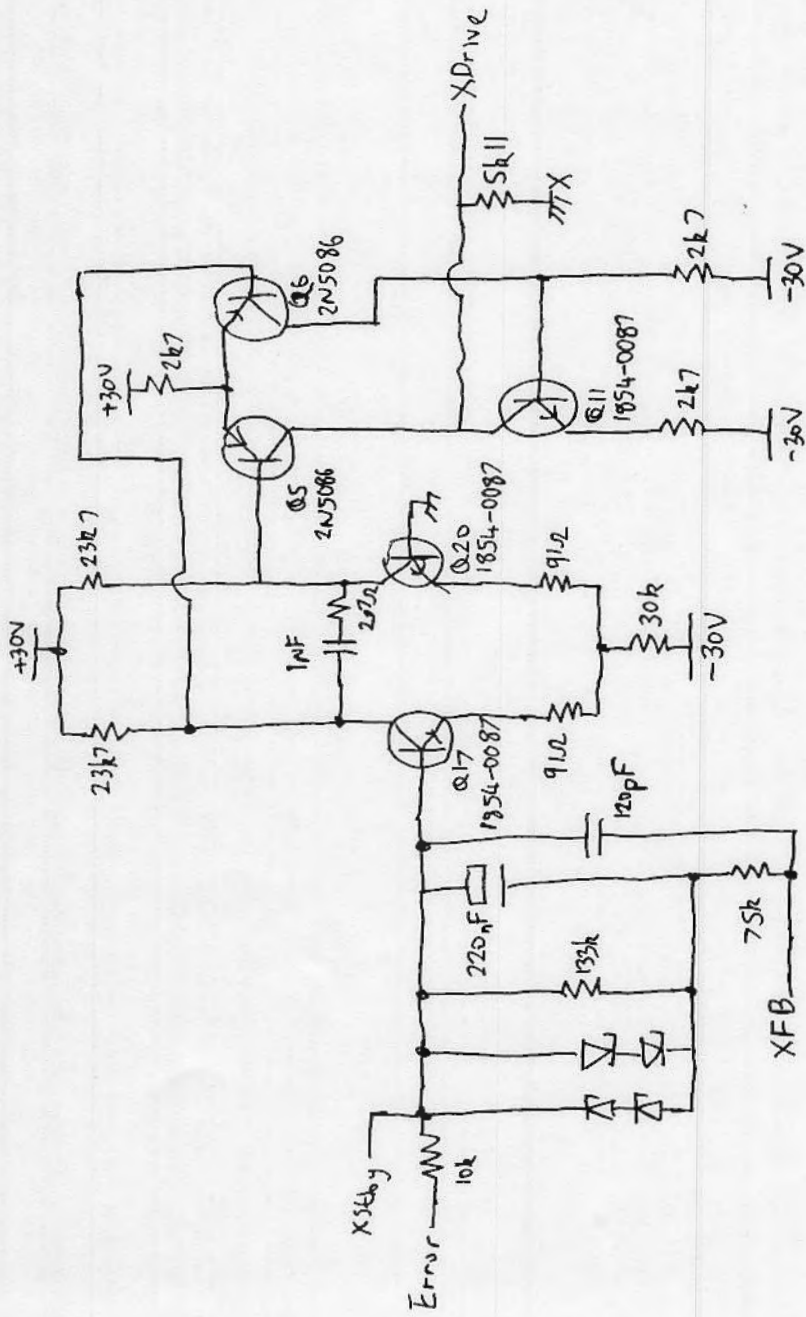 +30V
23k7
23k7
+30V
2k7
Q6
2N5086
Q5
2N5086
1nF
202Ω
XDrive
5k11
X
Q17
1854-0087
Q20
1854-0087
Q11
1854-0087
91Ω
91Ω
30k
-30V
2k7
-30V
2k7
-30V
XStby
Error
10k
220nF
120pF
133k
75k
XFB